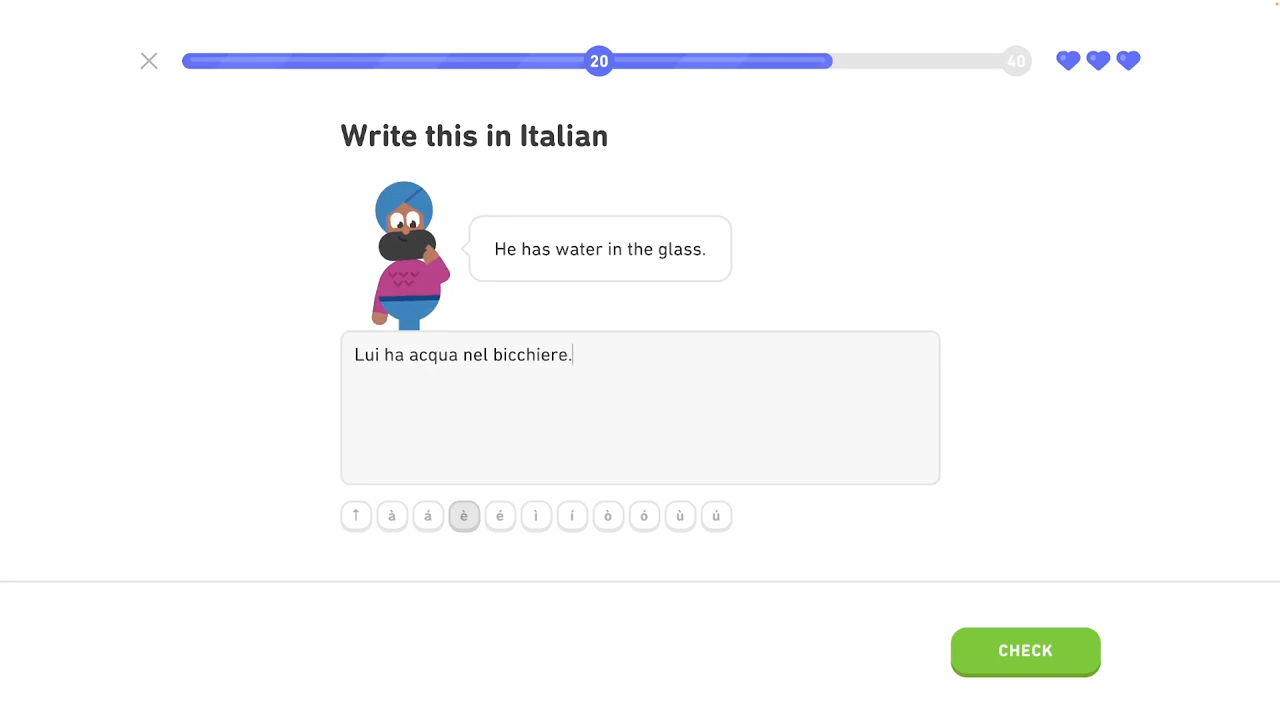 20
40
Write this in Italian
He has water in the glass.
Lui ha acqua nel bicchiere.
↑ à á è é ì í ò ó ù ú
CHECK